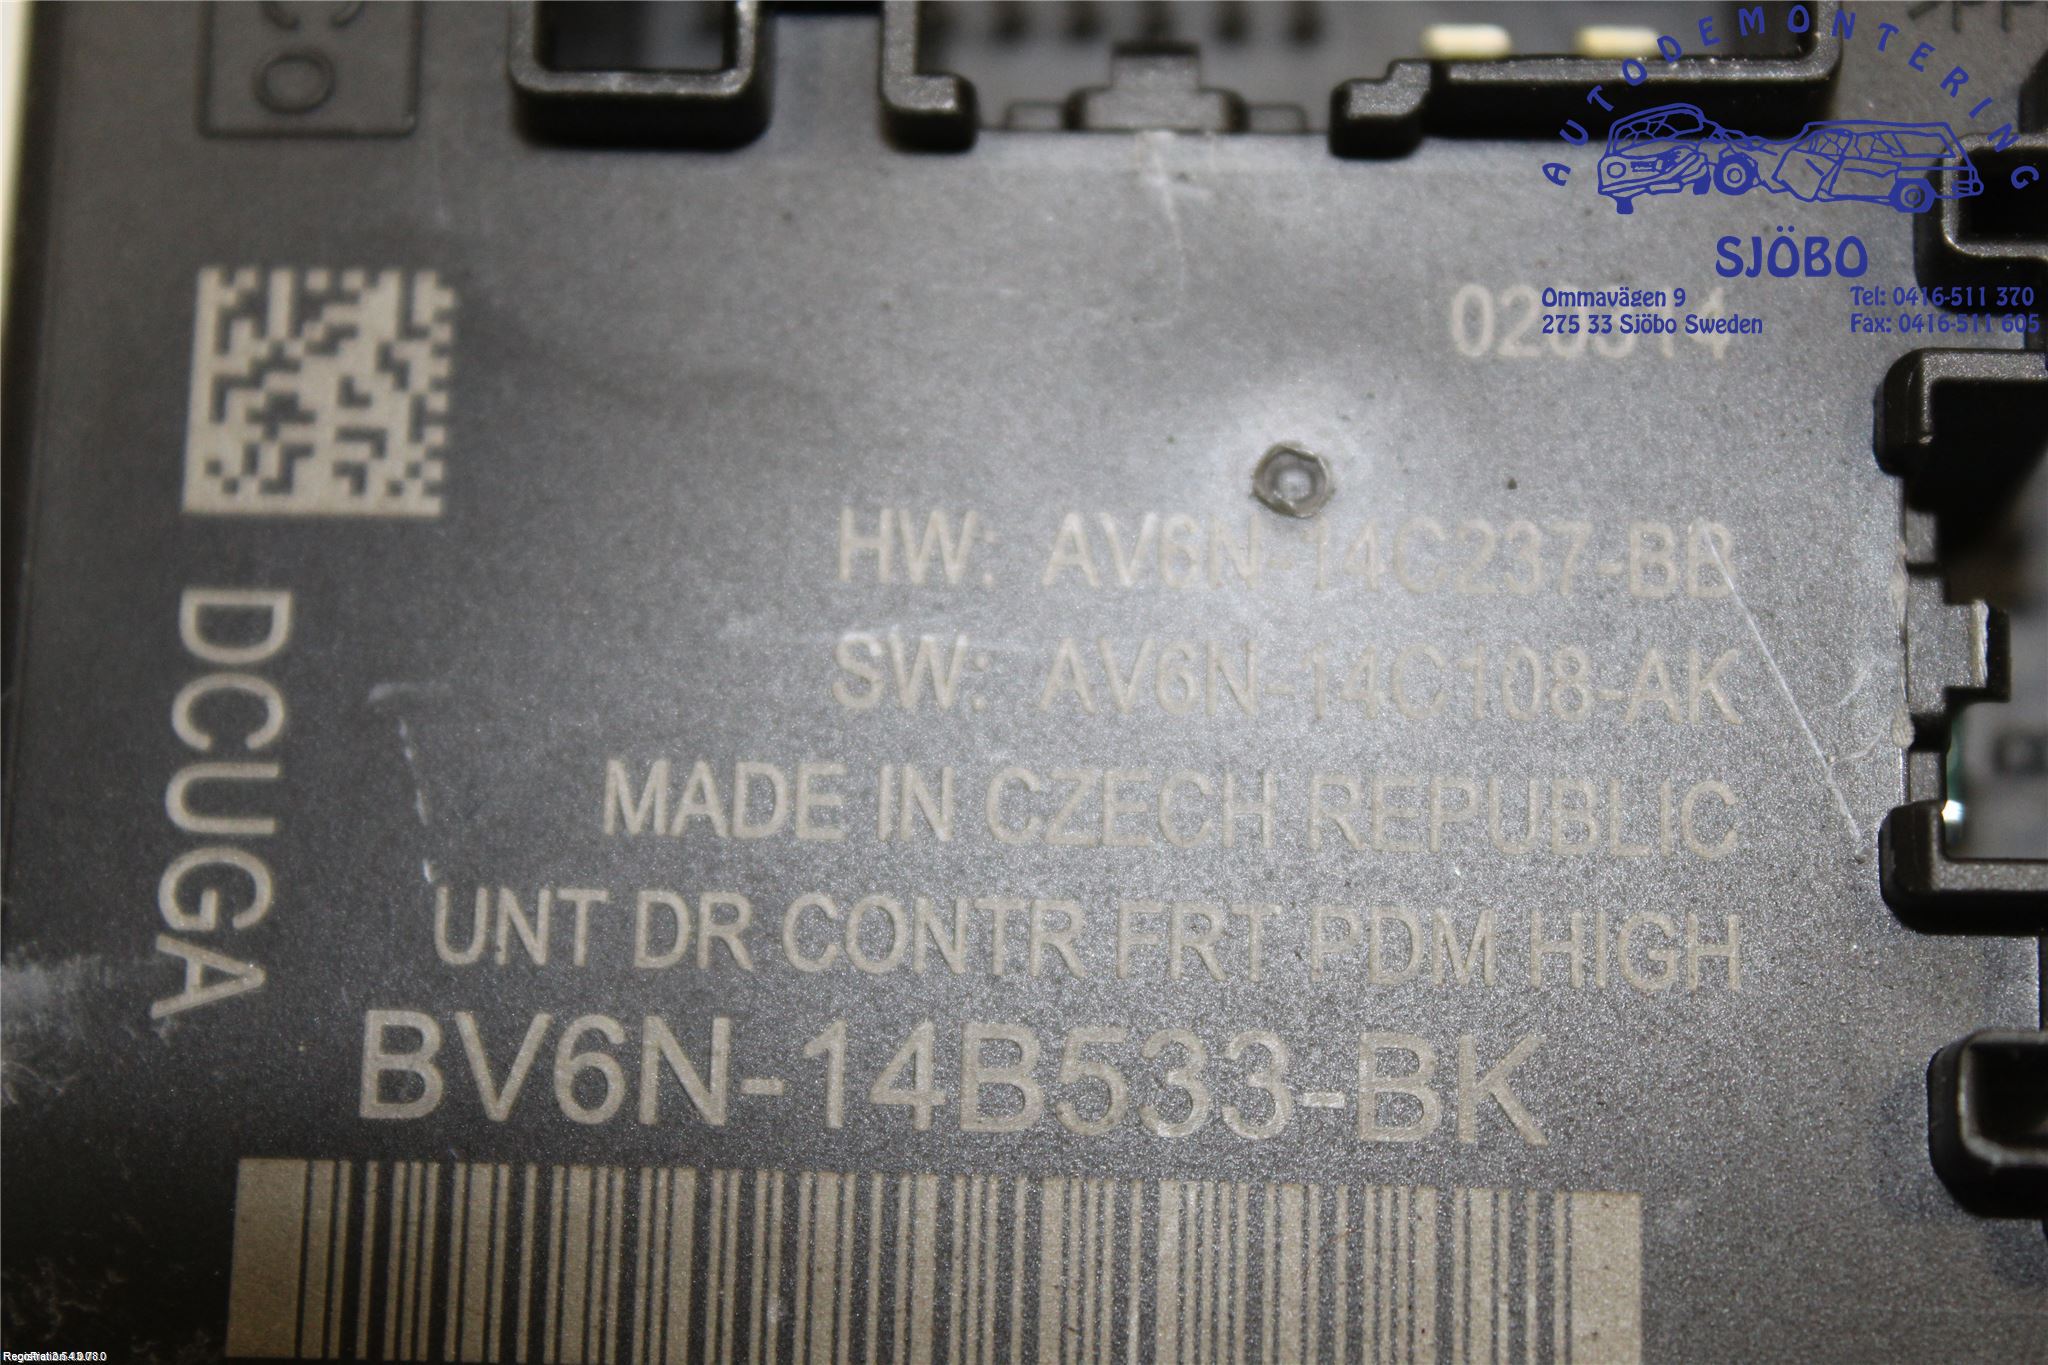 AUTODEMONTERING
SJÖBO
Ommavägen 9
275 33 Sjöbo Sweden
Tel: 0416-511 370
Fax: 0416-511 605
HW: AV6N-14C237-BB
SW: AV6N-14C108-AK
MADE IN CZECH REPUBLIC
UNT DR CONTR FRT PDM HIGH
BV6N-14B533-BK
DCUGA